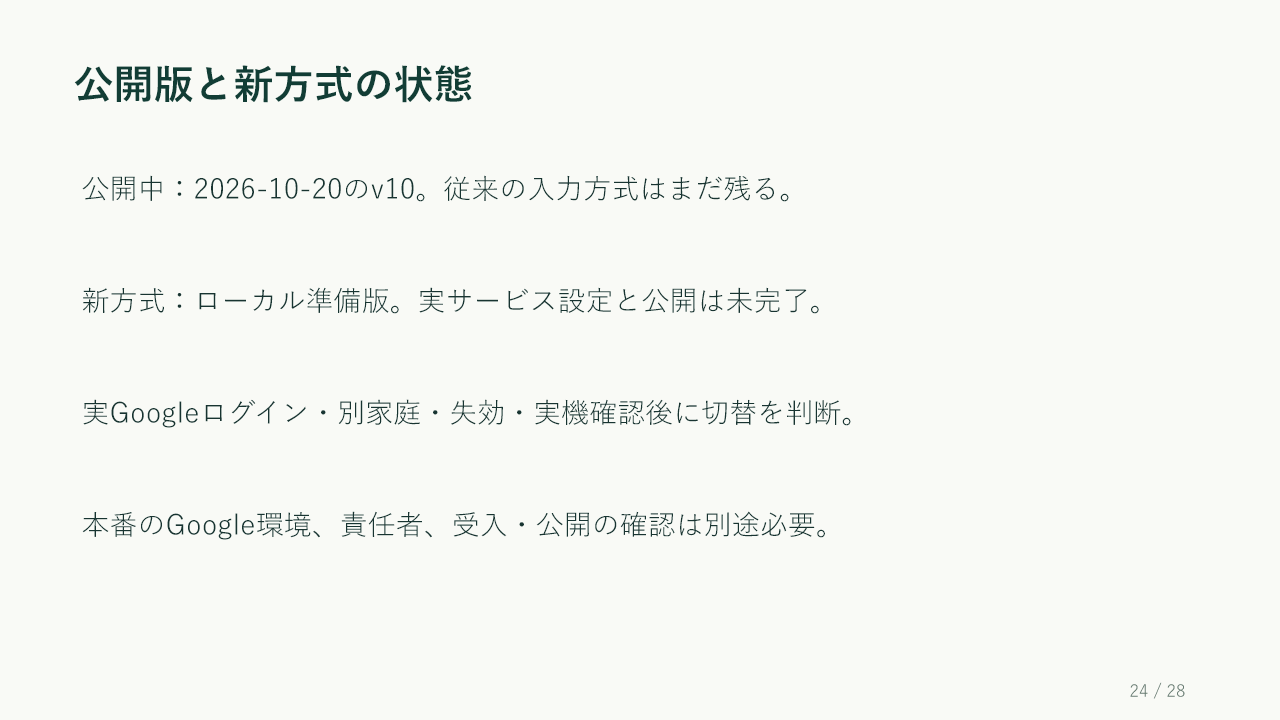 公開版と新方式の状態
公開中：2026-10-20のv10。従来の入力方式はまだ残る。
新方式：ローカル準備版。実サービス設定と公開は未完了。
実Googleログイン・別家庭・失効・実機確認後に切替を判断。
本番のGoogle環境、責任者、受入・公開の確認は別途必要。
24 / 28